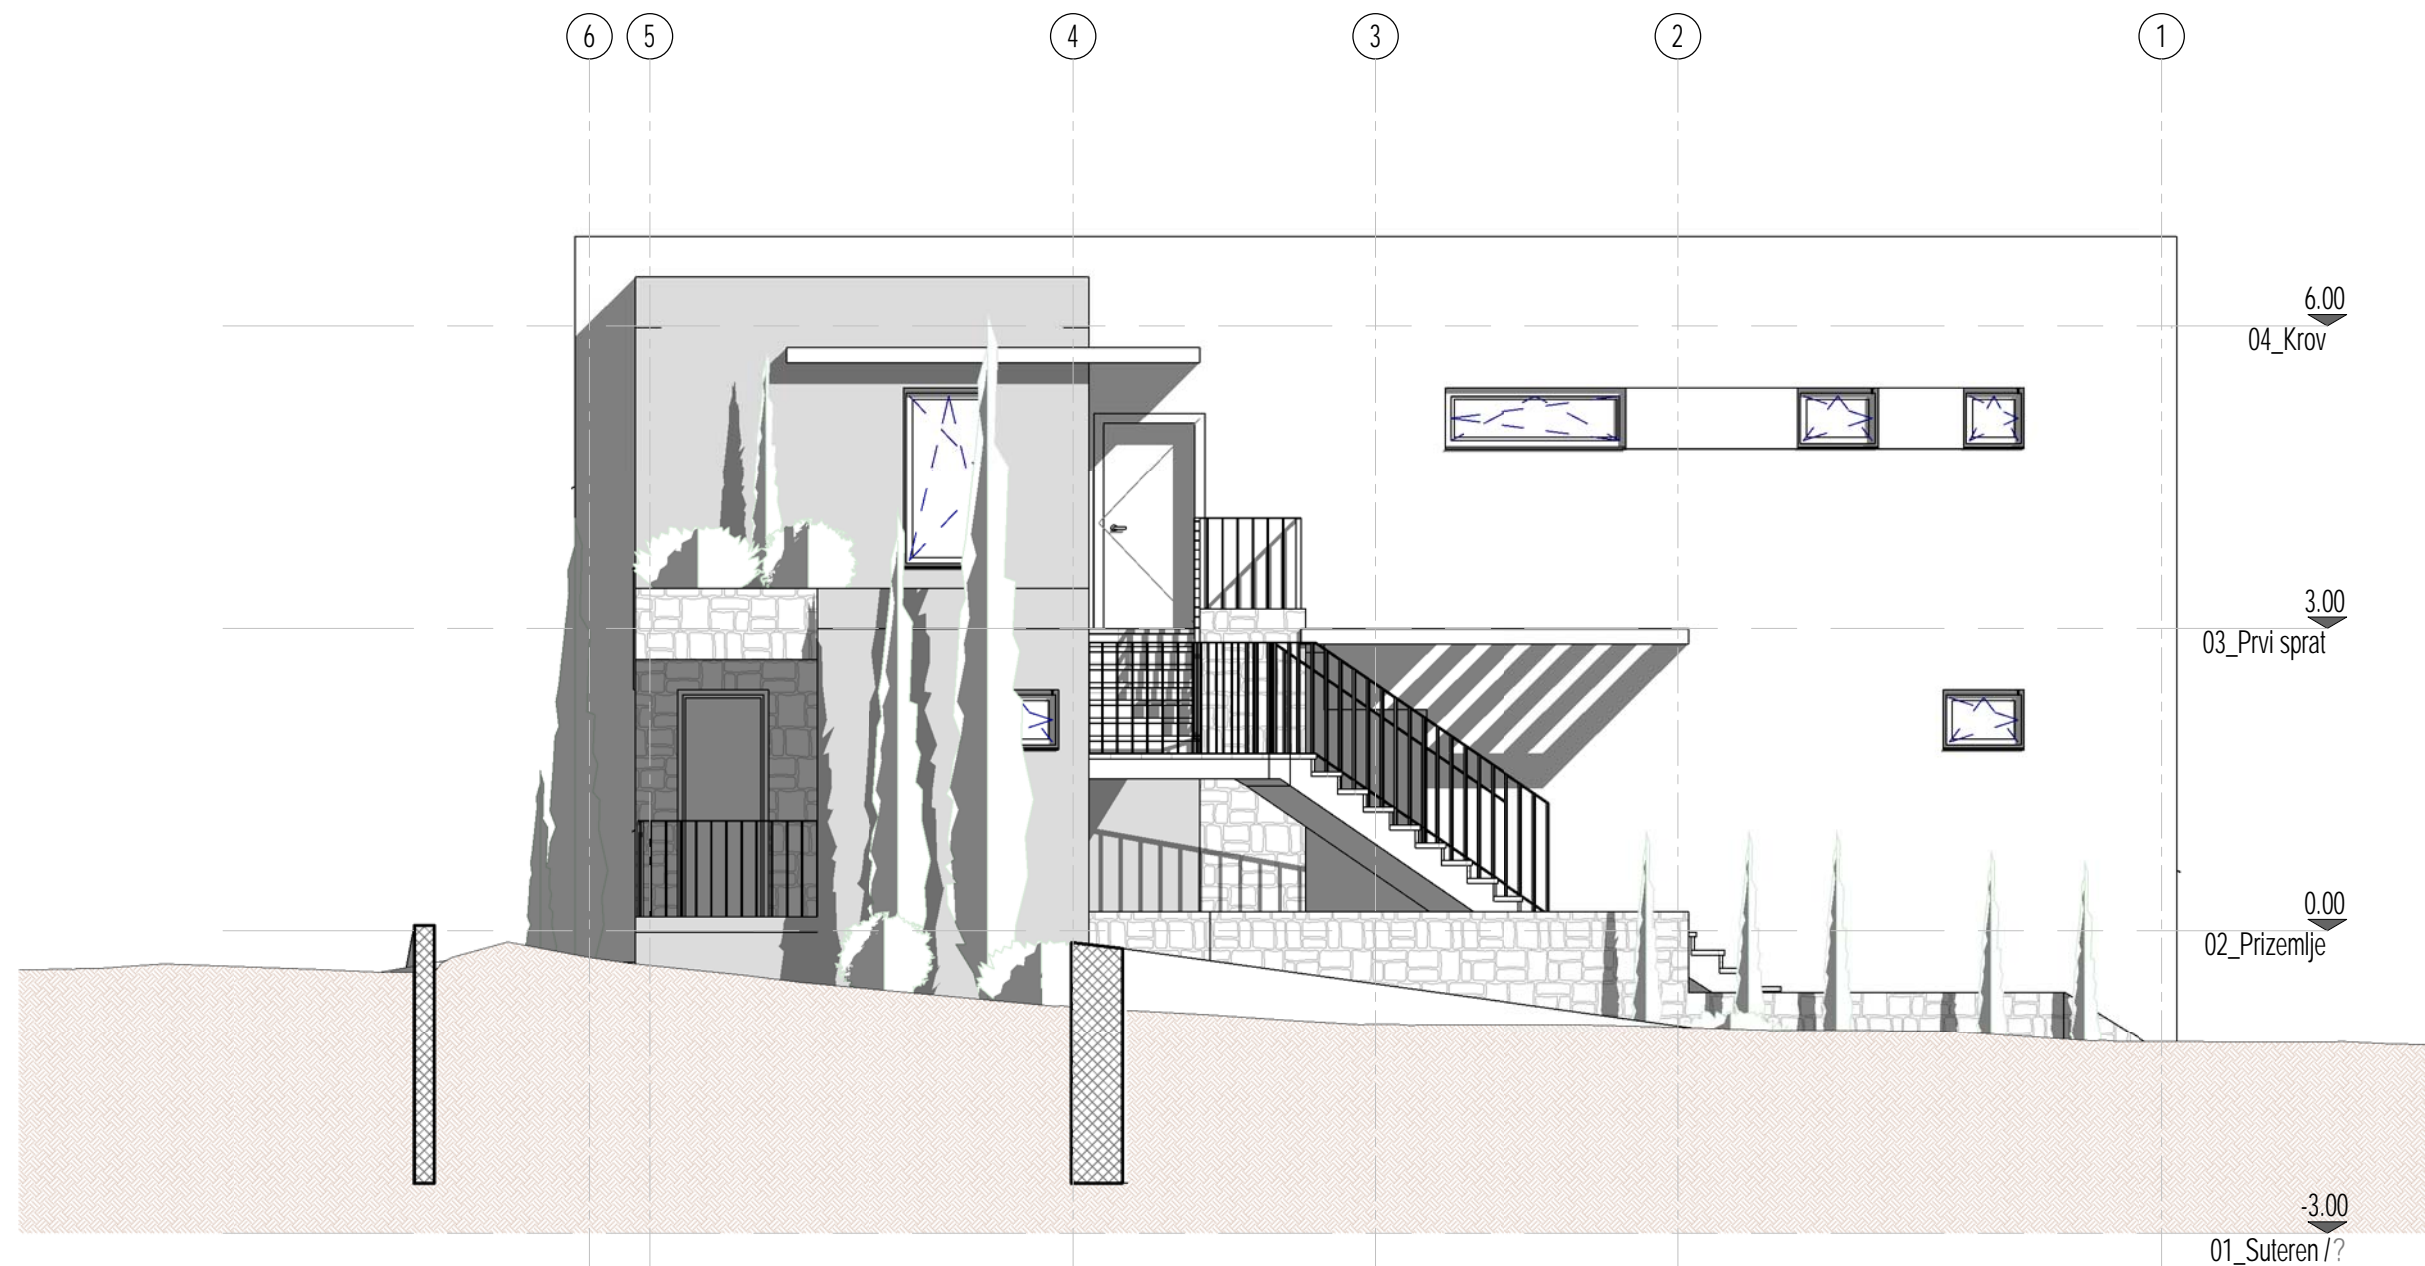 6 5 4 3 2 1
6.00
04_Krov
3.00
03_Prvi sprat
0.00
02_Prizemlje
-3.00
01_Suteren /?